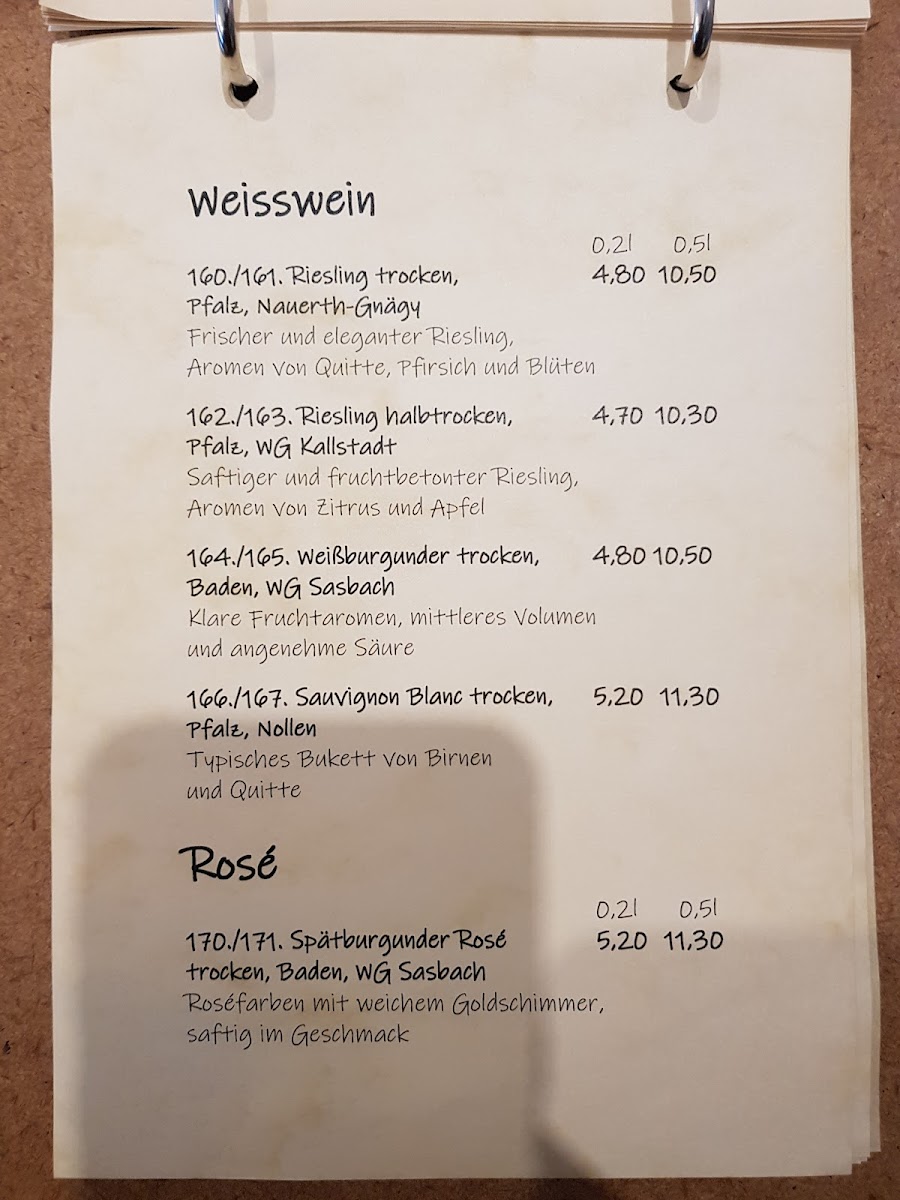 Weisswein
0,2l 0,5l
160./161. Riesling trocken, 4,80 10,50
Pfalz, Nauerth-Gnägy
Frischer und eleganter Riesling,
Aromen von Quitte, Pfirsich und Blüten
162./163. Riesling halbtrocken, 4,70 10,30
Pfalz, WG Kallstadt
Saftiger und fruchtbetonter Riesling,
Aromen von Zitrus und Apfel
164./165. Weißburgunder trocken, 4,80 10,50
Baden, WG Sasbach
Klare Fruchtaromen, mittleres Volumen
und angenehme Säure
166./167. Sauvignon Blanc trocken, 5,20 11,30
Pfalz, Nollen
Typisches Bukett von Birnen
und Quitte
Rosé
0,2l 0,5l
170./171. Spätburgunder Rosé 5,20 11,30
trocken, Baden, WG Sasbach
Roséfarben mit weichem Goldschimmer,
saftig im Geschmack